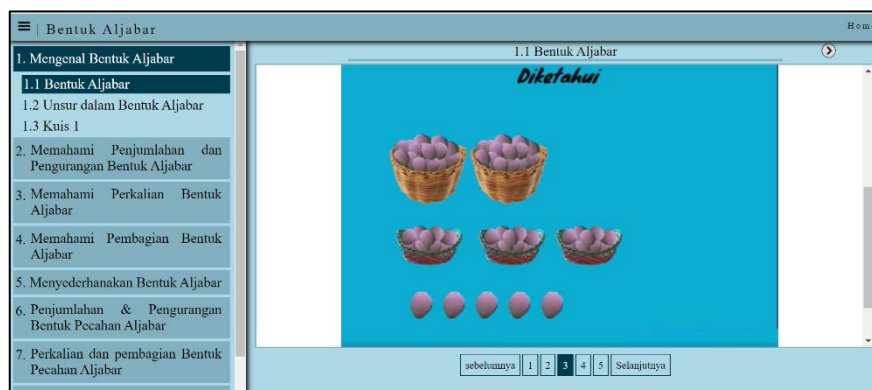 ☰ | Bentuk Aljabar
Home
1. Mengenal Bentuk Aljabar
1.1 Bentuk Aljabar
1.2 Unsur dalam Bentuk Aljabar
1.3 Kuis 1
2. Memahami Penjumlahan dan
Pengurangan Bentuk Aljabar
3. Memahami Perkalian Bentuk
Aljabar
4. Memahami Pembagian Bentuk
Aljabar
5. Menyederhanakan Bentuk Aljabar
6. Penjumlahan & Pengurangan
Bentuk Pecahan Aljabar
7. Perkalian dan pembagian Bentuk
Pecahan Aljabar
1.1 Bentuk Aljabar
Diketahui
sebelumnya 1 2 3 4 5 Selanjutnya